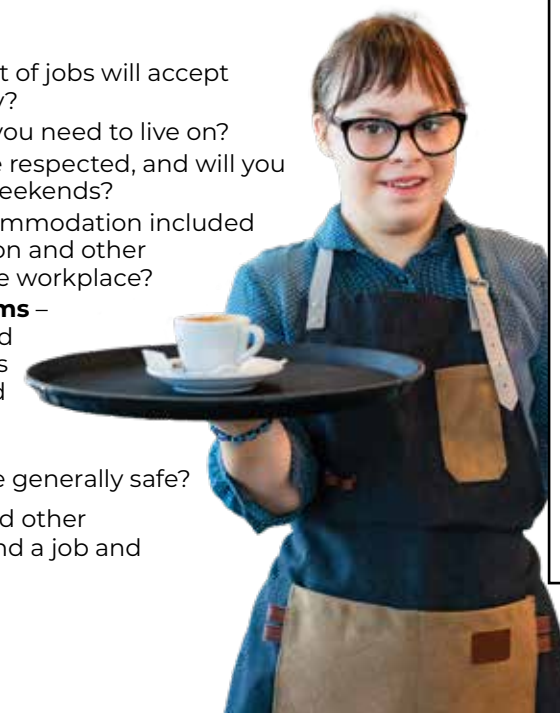 t of jobs will accept
y?
you need to live on?
e respected, and will you
eekends?
ommodation included
on and other
e workplace?
ms –
d
s
d
e generally safe?
d other
nd a job and